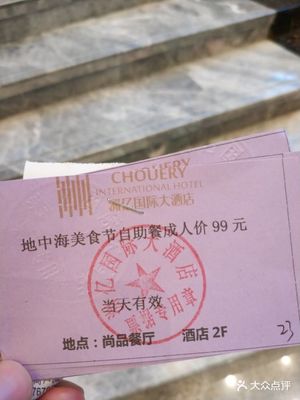 CHOUERY
INTERNATIONAL HOTEL
洲亿国际大酒店
地中海美食节自助餐成人价 99 元
当天有效
地点：尚品餐厅 酒店 2F
23
大众点评